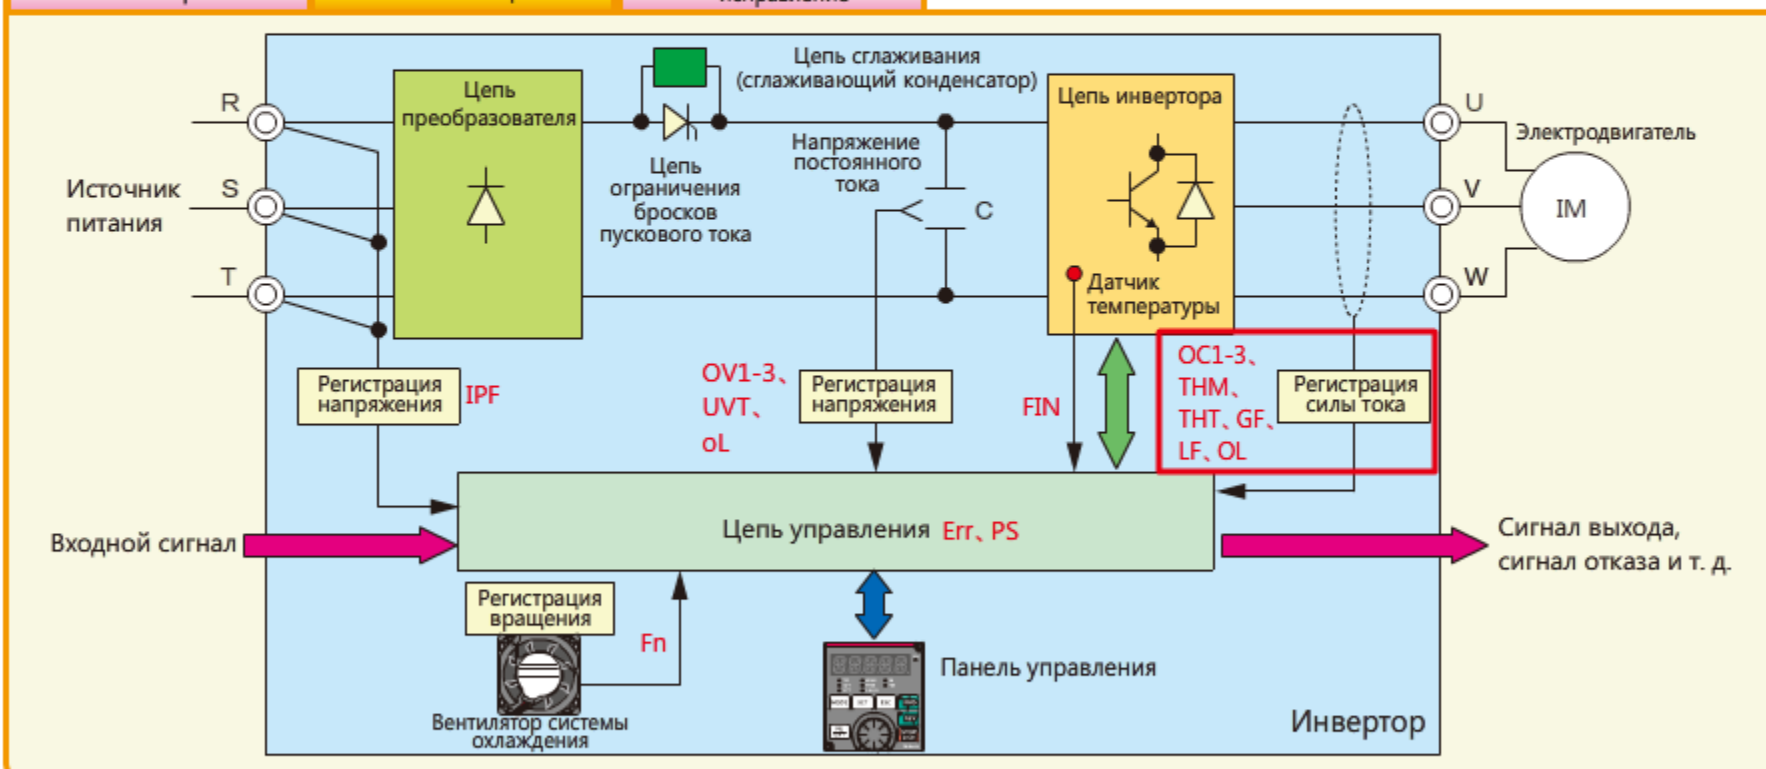 исправление
Цепь сглаживания
(сглаживающий конденсатор)
Цепь
преобразователя
Цепь инвертора
R
U
Электродвигатель
Напряжение
постоянного
тока
Цепь
ограничения
бросков
пускового тока
Источник
питания
S
V
C
IM
T
W
Датчик
температуры
Регистрация
напряжения
IPF
OV1-3、
UVT、
oL
Регистрация
напряжения
FIN
OC1-3、
THM、
THT、GF、
LF、OL
Регистрация
силы тока
Входной сигнал
Цепь управления Err、PS
Сигнал выхода,
сигнал отказа и т. д.
Регистрация
вращения
Fn
Вентилятор системы
охлаждения
Панель управления
Инвертор